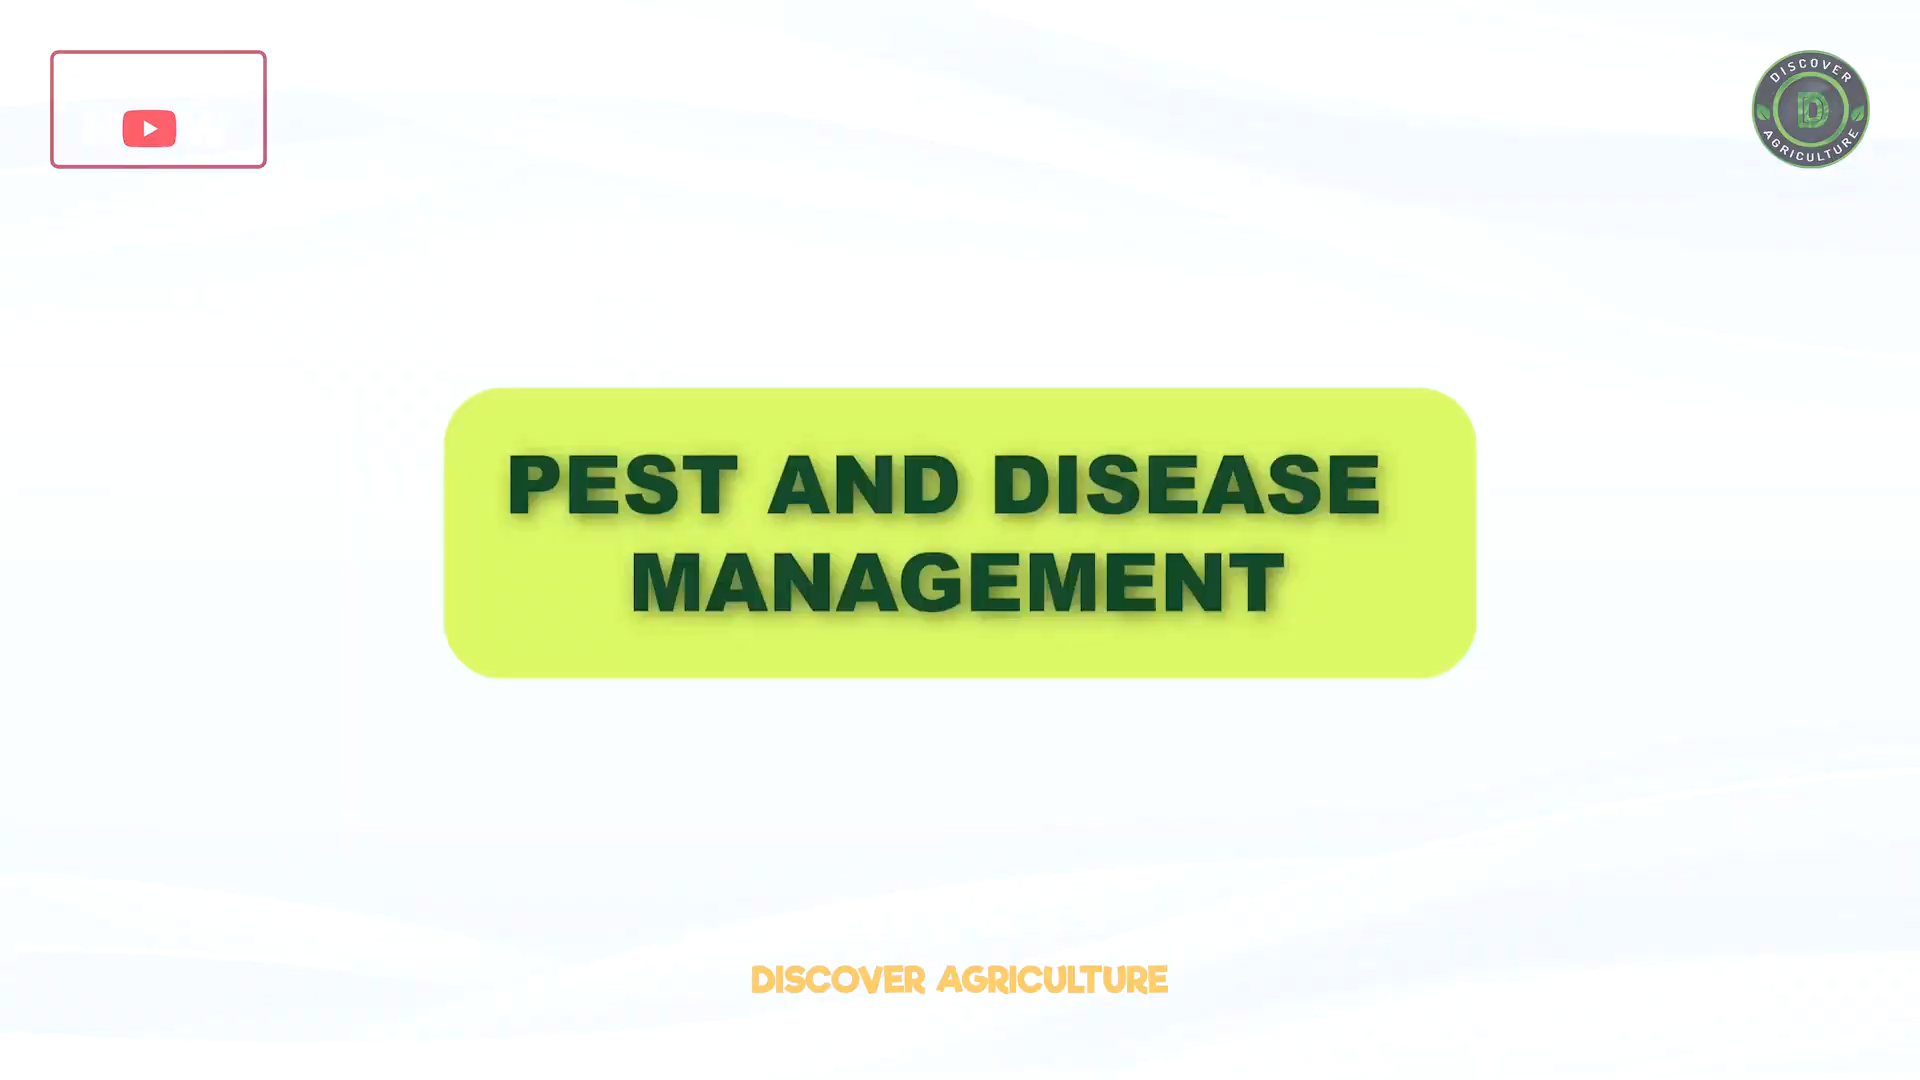 DISCOVER
D
AGRICULTURE
PEST AND DISEASE
MANAGEMENT
DISCOVER AGRICULTURE